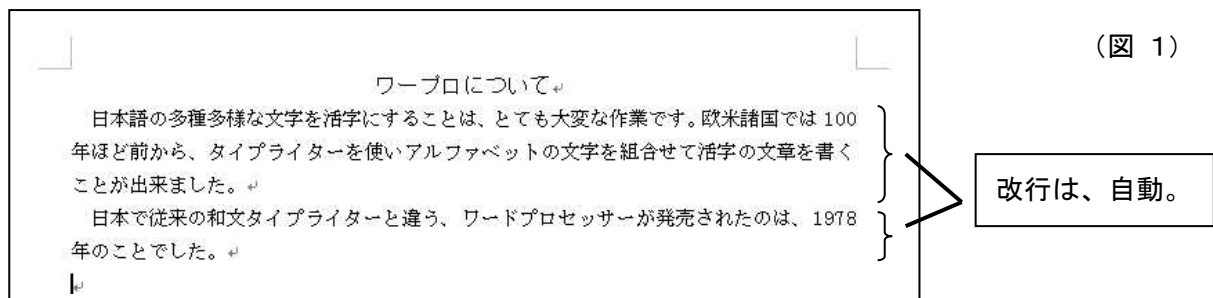 （図 1）
ワープロについて↵
日本語の多種多様な文字を活字にすることは、とても大変な作業です。欧米諸国では 100
年ほど前から、タイプライターを使いアルファベットの文字を組合せて活字の文章を書く
ことが出来ました。↵
日本で従来の和文タイプライターと違う、ワードプロセッサーが発売されたのは、1978
年のことでした。↵
↵
改行は、自動。